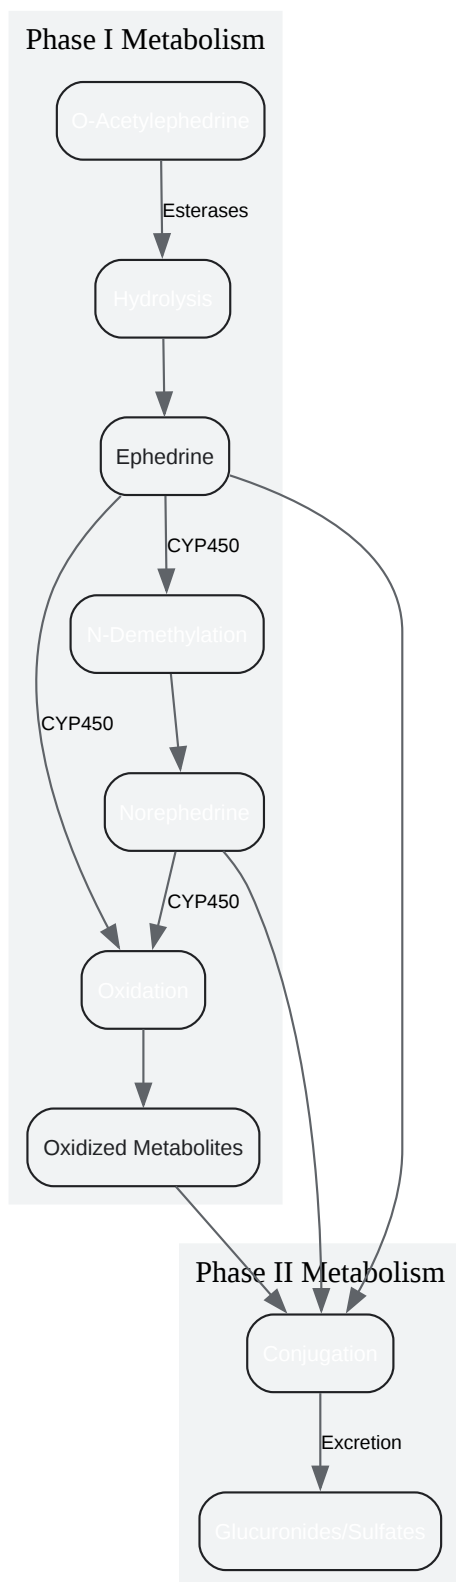 Phase I Metabolism
O-Acetylephedrine
Esterases
Hydrolysis
Ephedrine
CYP450
N-Demethylation
CYP450
Norephedrine
CYP450
Oxidation
Oxidized Metabolites
Phase II Metabolism
Conjugation
Excretion
Glucuronides/Sulfates